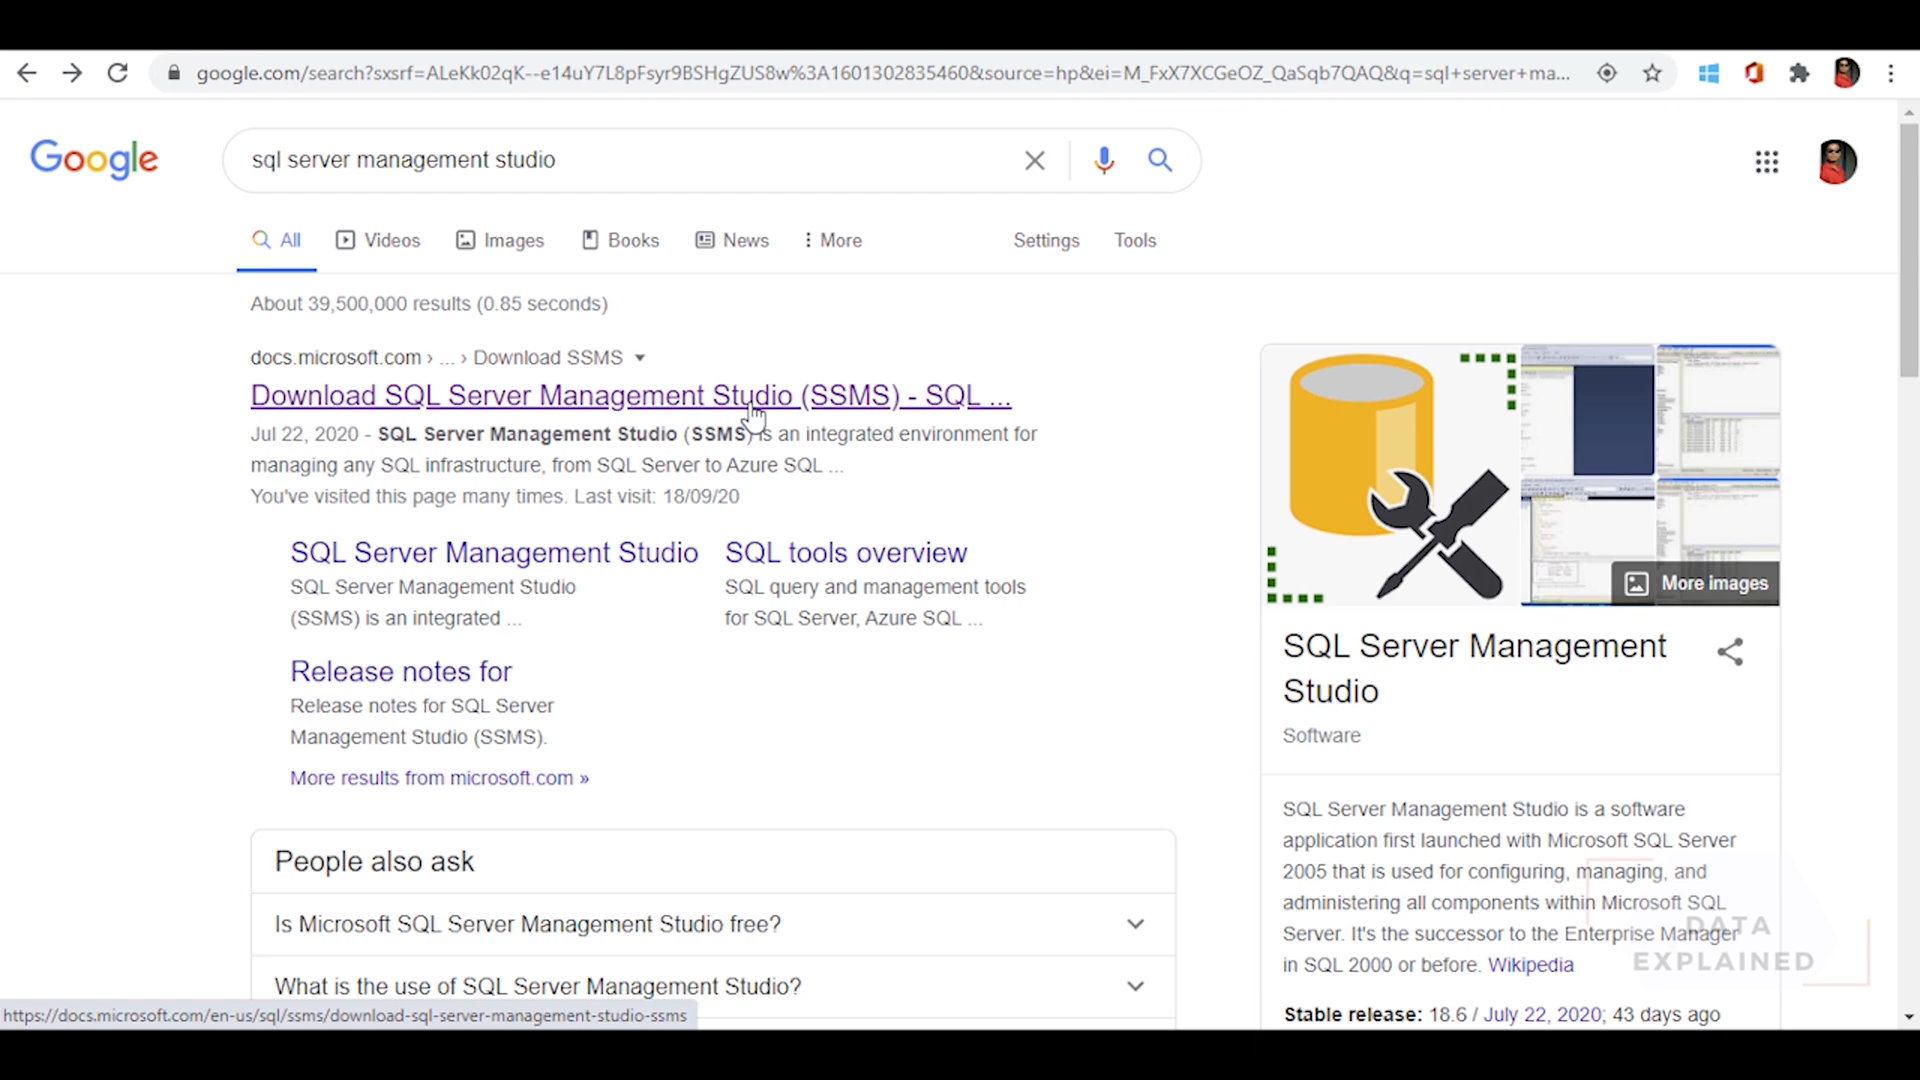 google.com/search?sxsrf=ALeKk02qK--e14uY7L8pFsyr9BSHgZUS8w%3A1601302835460&source=hp&ei=M_FxX7XCGeOZ_QaSqb7QAQ&q=sql+server+ma...
Google
sql server management studio
All Videos Images Books News More Settings Tools
About 39,500,000 results (0.85 seconds)
docs.microsoft.com › ... › Download SSMS
Download SQL Server Management Studio (SSMS) - SQL ...
Jul 22, 2020 - SQL Server Management Studio (SSMS) is an integrated environment for
managing any SQL infrastructure, from SQL Server to Azure SQL ...
You've visited this page many times. Last visit: 18/09/20
SQL Server Management Studio
SQL Server Management Studio
(SSMS) is an integrated ...
SQL tools overview
SQL query and management tools
for SQL Server, Azure SQL ...
Release notes for
Release notes for SQL Server
Management Studio (SSMS).
More results from microsoft.com »
People also ask
Is Microsoft SQL Server Management Studio free?
What is the use of SQL Server Management Studio?
https://docs.microsoft.com/en-us/sql/ssms/download-sql-server-management-studio-ssms
More images
SQL Server Management
Studio
Software
SQL Server Management Studio is a software
application first launched with Microsoft SQL Server
2005 that is used for configuring, managing, and
administering all components within Microsoft SQL
Server. It's the successor to the Enterprise Manager
in SQL 2000 or before. Wikipedia
Stable release: 18.6 / July 22, 2020; 43 days ago
DATA
EXPLAINED